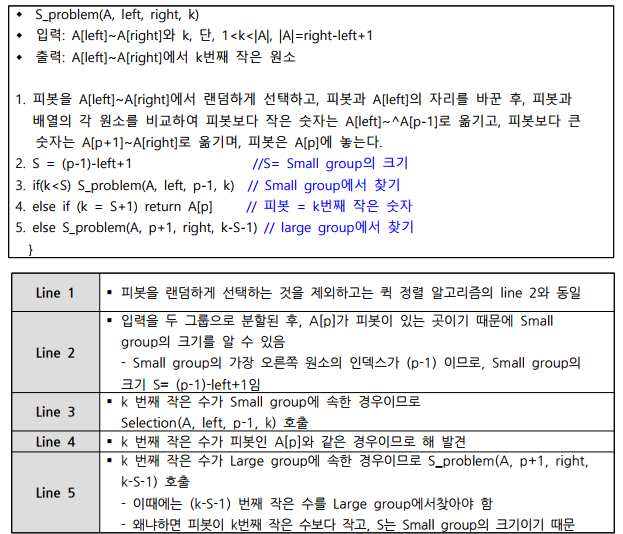 ◆ S_problem(A, left, right, k)
◆ 입력: A[left]~A[right]와 k, 단, 1<k<|A|, |A|=right-left+1
◆ 출력: A[left]~A[right]에서 k번째 작은 원소
1. 피봇을 A[left]~A[right]에서 랜덤하게 선택하고, 피봇과 A[left]의 자리를 바꾼 후, 피봇과
배열의 각 원소를 비교하여 피봇보다 작은 숫자는 A[left]~^A[p-1]로 옮기고, 피봇보다 큰
숫자는 A[p+1]~A[right]로 옮기며, 피봇은 A[p]에 놓는다.
2. S = (p-1)-left+1 //S= Small group의 크기
3. if(k<S) S_problem(A, left, p-1, k) // Small group에서 찾기
4. else if (k = S+1) return A[p] // 피봇 = k번째 작은 숫자
5. else S_problem(A, p+1, right, k-S-1) // large group에서 찾기
}
Line 1
▪ 피봇을 랜덤하게 선택하는 것을 제외하고는 퀵 정렬 알고리즘의 line 2와 동일
Line 2
▪ 입력을 두 그룹으로 분할된 후, A[p]가 피봇이 있는 곳이기 때문에 Small
group의 크기를 알 수 있음
- Small group의 가장 오른쪽 원소의 인덱스가 (p-1) 이므로, Small group의
크기 S= (p-1)-left+1임
Line 3
▪ k 번째 작은 수가 Small group에 속한 경우이므로
Selection(A, left, p-1, k) 호출
Line 4
▪ k 번째 작은 수가 피봇인 A[p]와 같은 경우이므로 해 발견
Line 5
▪ k 번째 작은 수가 Large group에 속한 경우이므로 S_problem(A, p+1, right,
k-S-1) 호출
- 이때에는 (k-S-1) 번째 작은 수를 Large group에서찾아야 함
- 왜냐하면 피봇이 k번째 작은 수보다 작고, S는 Small group의 크기이기 때문